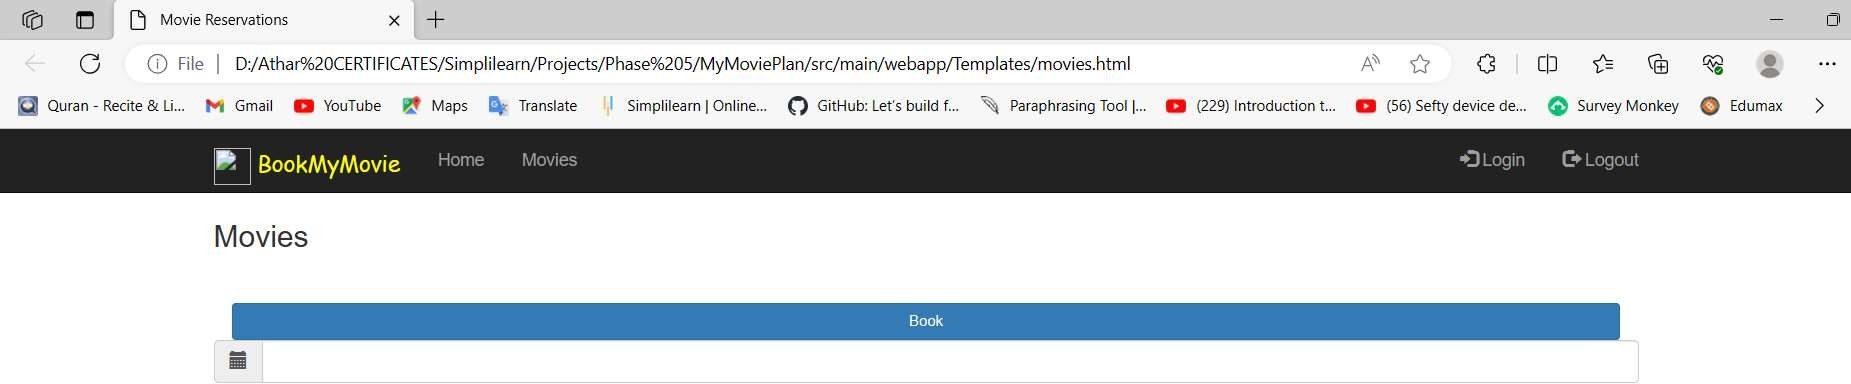 Movie Reservations
File D:/Athar%20CERTIFICATES/Simplilearn/Projects/Phase%205/MyMoviePlan/src/main/webapp/Templates/movies.html
Quran - Recite & Li... Gmail YouTube Maps Translate Simplilearn | Online... GitHub: Let's build f... Paraphrasing Tool |... (229) Introduction t... (56) Sefty device de... Survey Monkey Edumax
BookMyMovie Home Movies Login Logout
Movies
Book